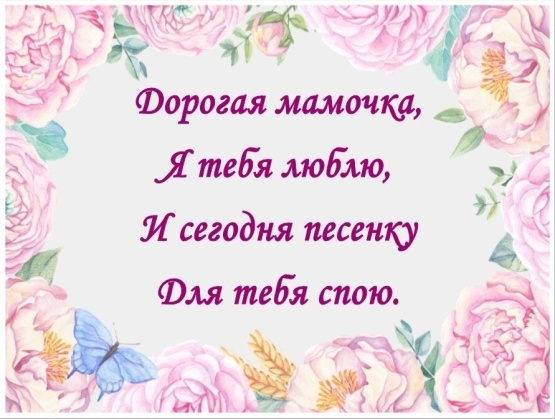 Дорогая мамочка,
Я тебя люблю,
И сегодня песенку
Для тебя спою.